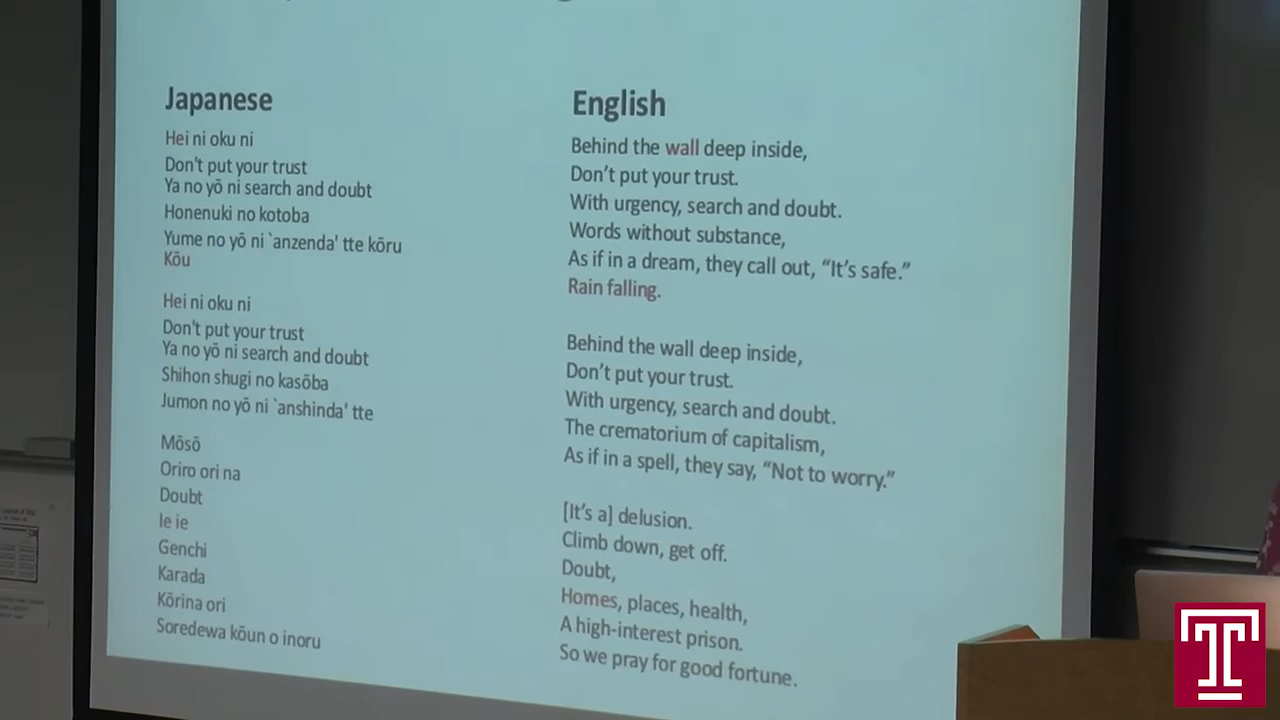 Japanese
Hei ni oku ni
Don't put your trust
Ya no yō ni search and doubt
Honenuki no kotoba
Yume no yō ni `anzenda' tte kōru
Kōu
Hei ni oku ni
Don't put your trust
Ya no yō ni search and doubt
Shihon shugi no kasōba
Jumon no yō ni `anshinda' tte
Mōsō
Oriro ori na
Doubt
Ie ie
Genchi
Karada
Kōrina ori
Soredewa kōun o inoru
English
Behind the wall deep inside,
Don’t put your trust.
With urgency, search and doubt.
Words without substance,
As if in a dream, they call out, “It’s safe.”
Rain falling.
Behind the wall deep inside,
Don’t put your trust.
With urgency, search and doubt.
The crematorium of capitalism,
As if in a spell, they say, “Not to worry.”
[It’s a] delusion.
Climb down, get off.
Doubt,
Homes, places, health,
A high-interest prison.
So we pray for good fortune.